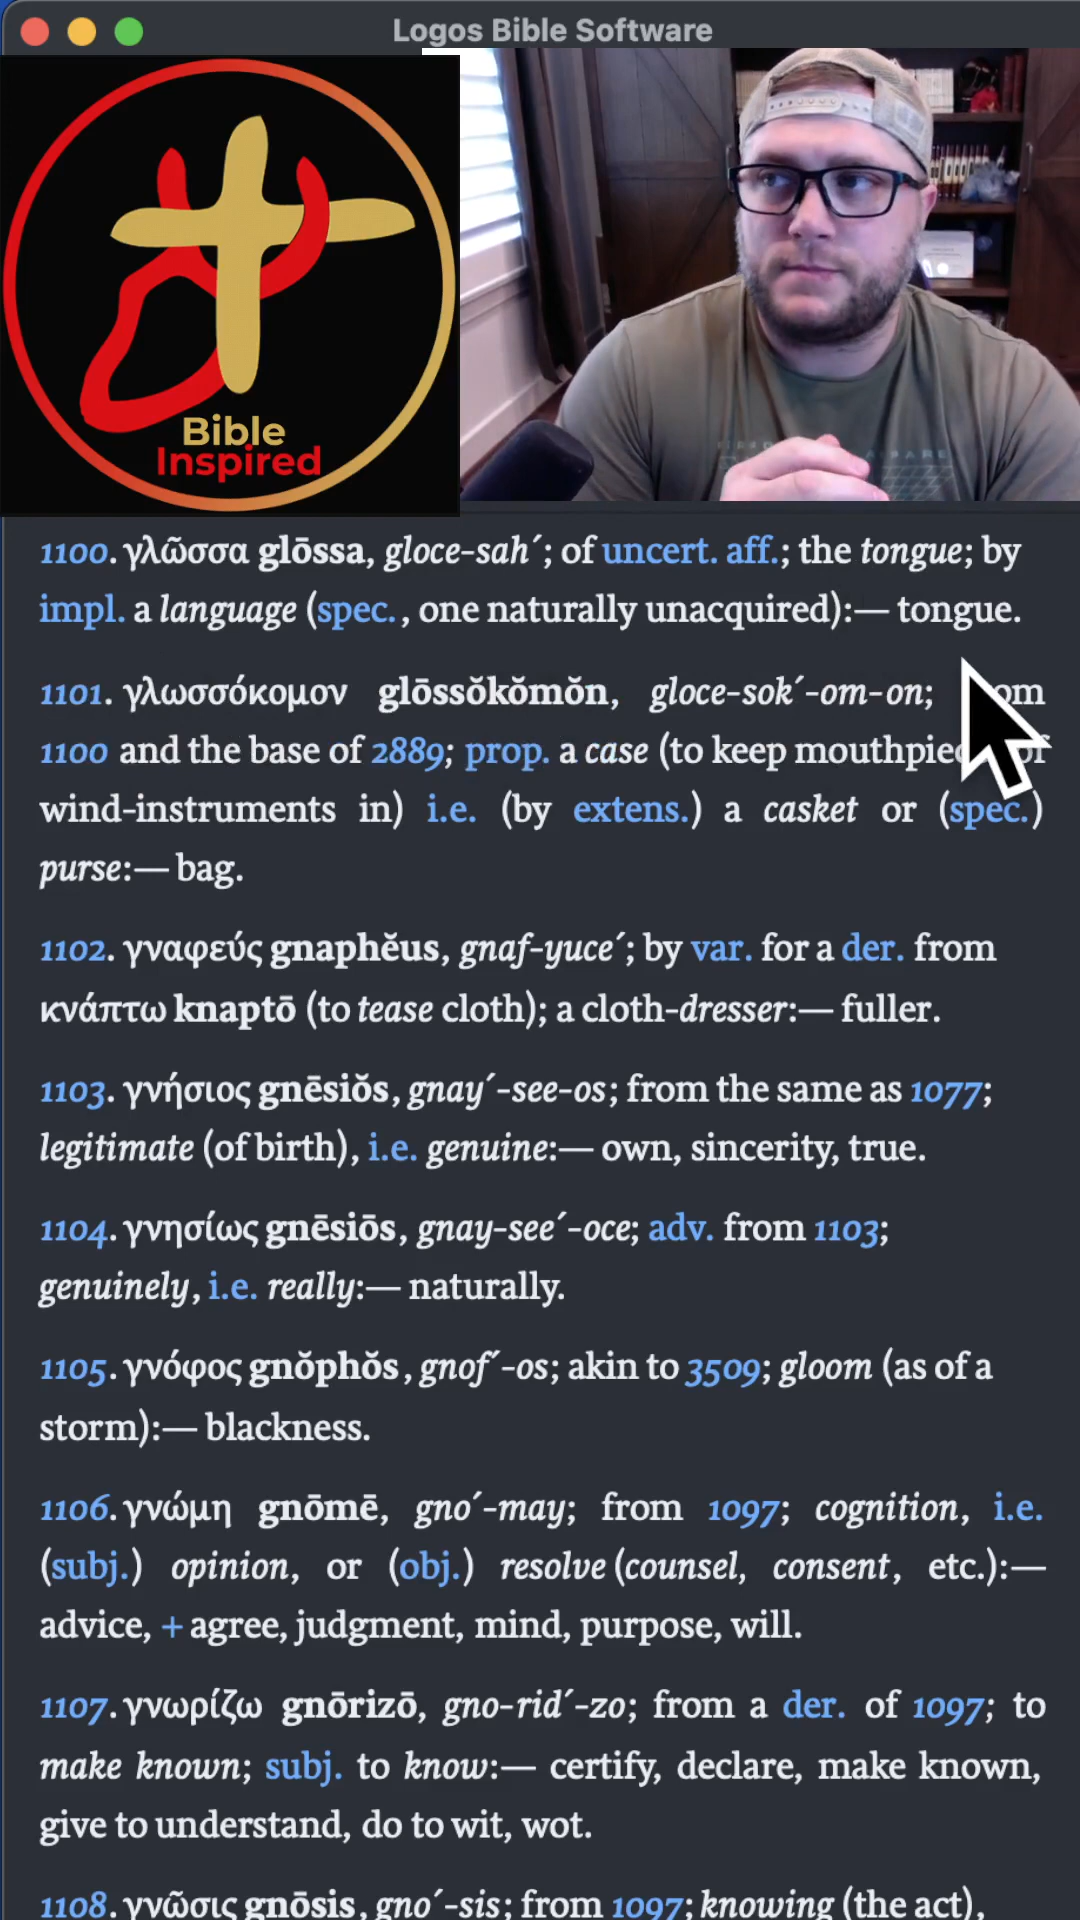 Logos Bible Software
Bible
Inspired
1100. γλῶσσα glōssa, gloce-sah´; of uncert. aff.; the tongue; by
impl. a language (spec., one naturally unacquired):— tongue.
1101. γλωσσόκομον glōssŏkŏmŏn, gloce-sok´-om-on;
1100 and the base of 2889; prop. a case (to keep
wind-instruments in) i.e. (by extens.) a casket or (spec.)
purse:— bag.
1102. γναφεύς gnaphĕus, gnaf-yuce´; by var. for a der. from
κνάπτω knaptō (to tease cloth); a cloth-dresser:— fuller.
1103. γνήσιος gnēsiŏs, gnay´-see-os; from the same as 1077;
legitimate (of birth), i.e. genuine:— own, sincerity, true.
1104. γνησίως gnēsiōs, gnay-see´-oce; adv. from 1103;
genuinely, i.e. really:— naturally.
1105. γνόφος gnŏphŏs, gnof´-os; akin to 3509; gloom (as of a
storm):— blackness.
1106. γνώμη gnōmē, gno´-may; from 1097; cognition, i.e.
(subj.) opinion, or (obj.) resolve (counsel, consent, etc.):—
advice, + agree, judgment, mind, purpose, will.
1107. γνωρίζω gnōrizō, gno-rid´-zo; from a der. of 1097; to
make known; subj. to know:— certify, declare, make known,
give to understand, do to wit, wot.
1108. γνῶσις gnōsis, gno´-sis; from 1097; knowing (the act),